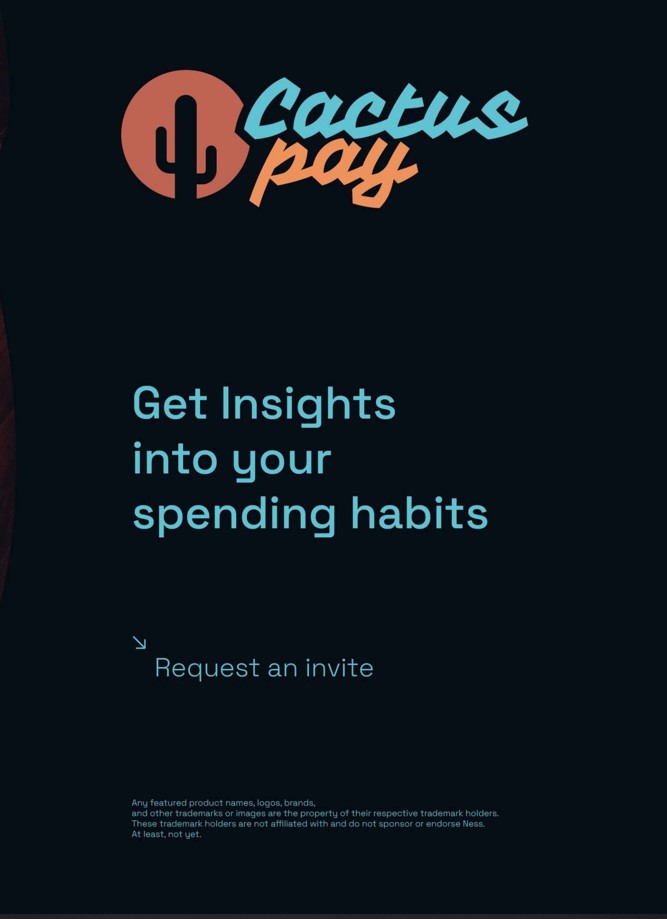 Cactus
pay
Get Insights
into your
spending habits
↘
Request an invite
Any featured product names, logos, brands,
and other trademarks or images are the property of their respective trademark holders.
These trademark holders are not affiliated with and do not sponsor or endorse Ness.
At least, not yet.